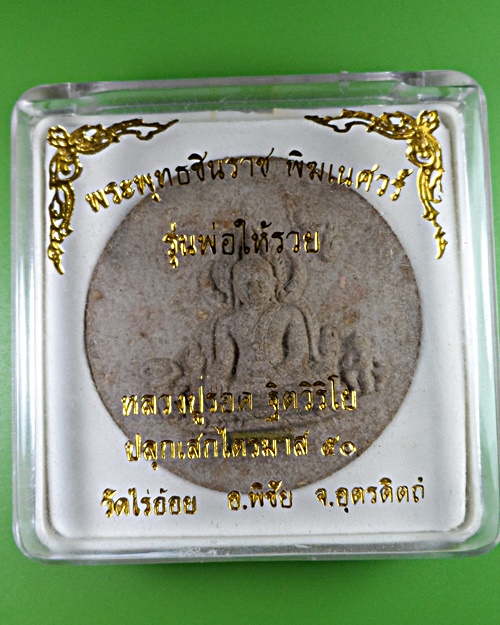 พระพุทธชินราช พิฆเนศวร์
รุ่นพ่อให้รวย
หลวงปู่รอด ฐิตวิริโย
ปลุกเสกไตรมาส ๕๐
วัดไร่อ้อย อ.พิชัย จ.อุตรดิตถ์